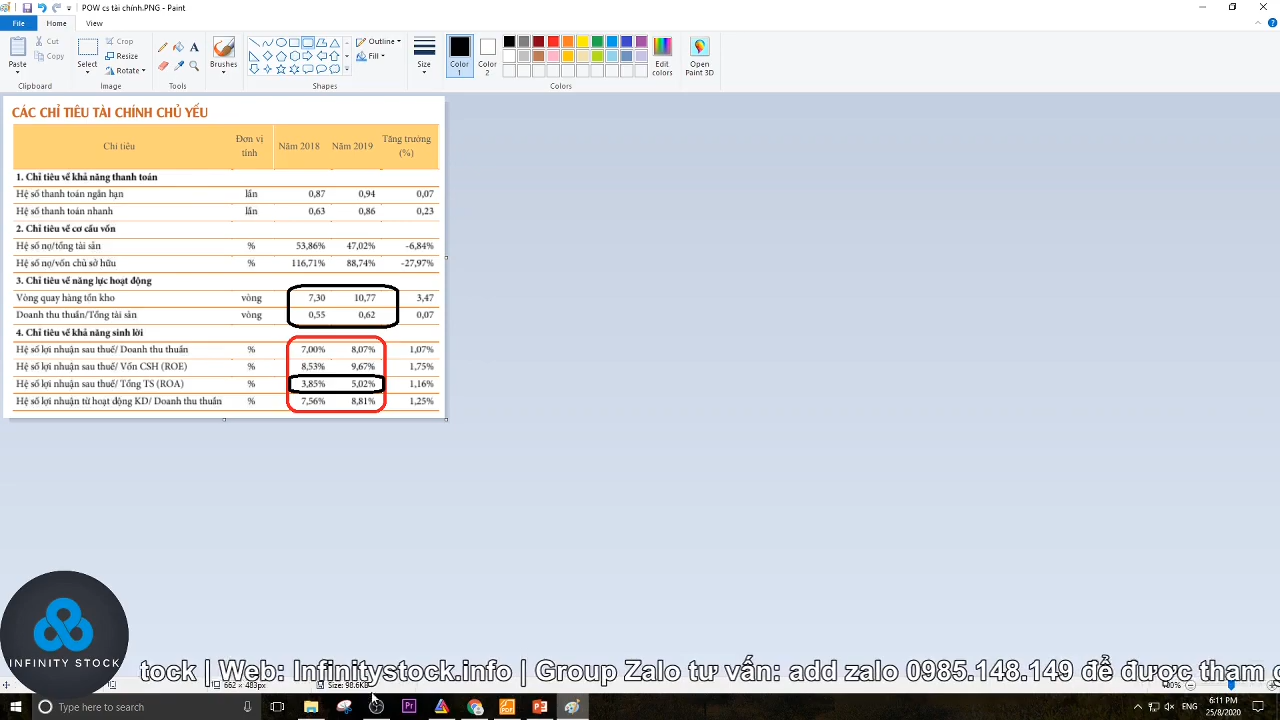 POW cs tài chính.PNG - Paint
File Home View
Paste Cut Copy Clipboard
Select Crop Resize Rotate Image
Tools
Brushes
Outline Fill Shapes
Size
Color 1 Color 2 Edit colors Colors
Open Paint 3D
CÁC CHỈ TIÊU TÀI CHÍNH CHỦ YẾU
Chỉ tiêu Đơn vị tính Năm 2018 Năm 2019 Tăng trưởng (%)
1. Chỉ tiêu về khả năng thanh toán
Hệ số thanh toán ngắn hạn lần 0,87 0,94 0,07
Hệ số thanh toán nhanh lần 0,63 0,86 0,23
2. Chỉ tiêu về cơ cấu vốn
Hệ số nợ/tổng tài sản % 53,86% 47,02% -6,84%
Hệ số nợ/vốn chủ sở hữu % 116,71% 88,74% -27,97%
3. Chỉ tiêu về năng lực hoạt động
Vòng quay hàng tồn kho vòng 7,30 10,77 3,47
Doanh thu thuần/Tổng tài sản vòng 0,55 0,62 0,07
4. Chỉ tiêu về khả năng sinh lời
Hệ số lợi nhuận sau thuế/ Doanh thu thuần % 7,00% 8,07% 1,07%
Hệ số lợi nhuận sau thuế/ Vốn CSH (ROE) % 8,53% 9,67% 1,75%
Hệ số lợi nhuận sau thuế/ Tổng TS (ROA) % 3,85% 5,02% 1,16%
Hệ số lợi nhuận từ hoạt động KD/ Doanh thu thuần % 7,56% 8,81% 1,25%
INFINITY STOCK
tock | Web: Infinitystock.info | Group Zalo tư vấn: add zalo 0985.148.149 để được tham
662 × 483px Size: 98.6KB
Type here to search
6:11 PM
25/8/2020